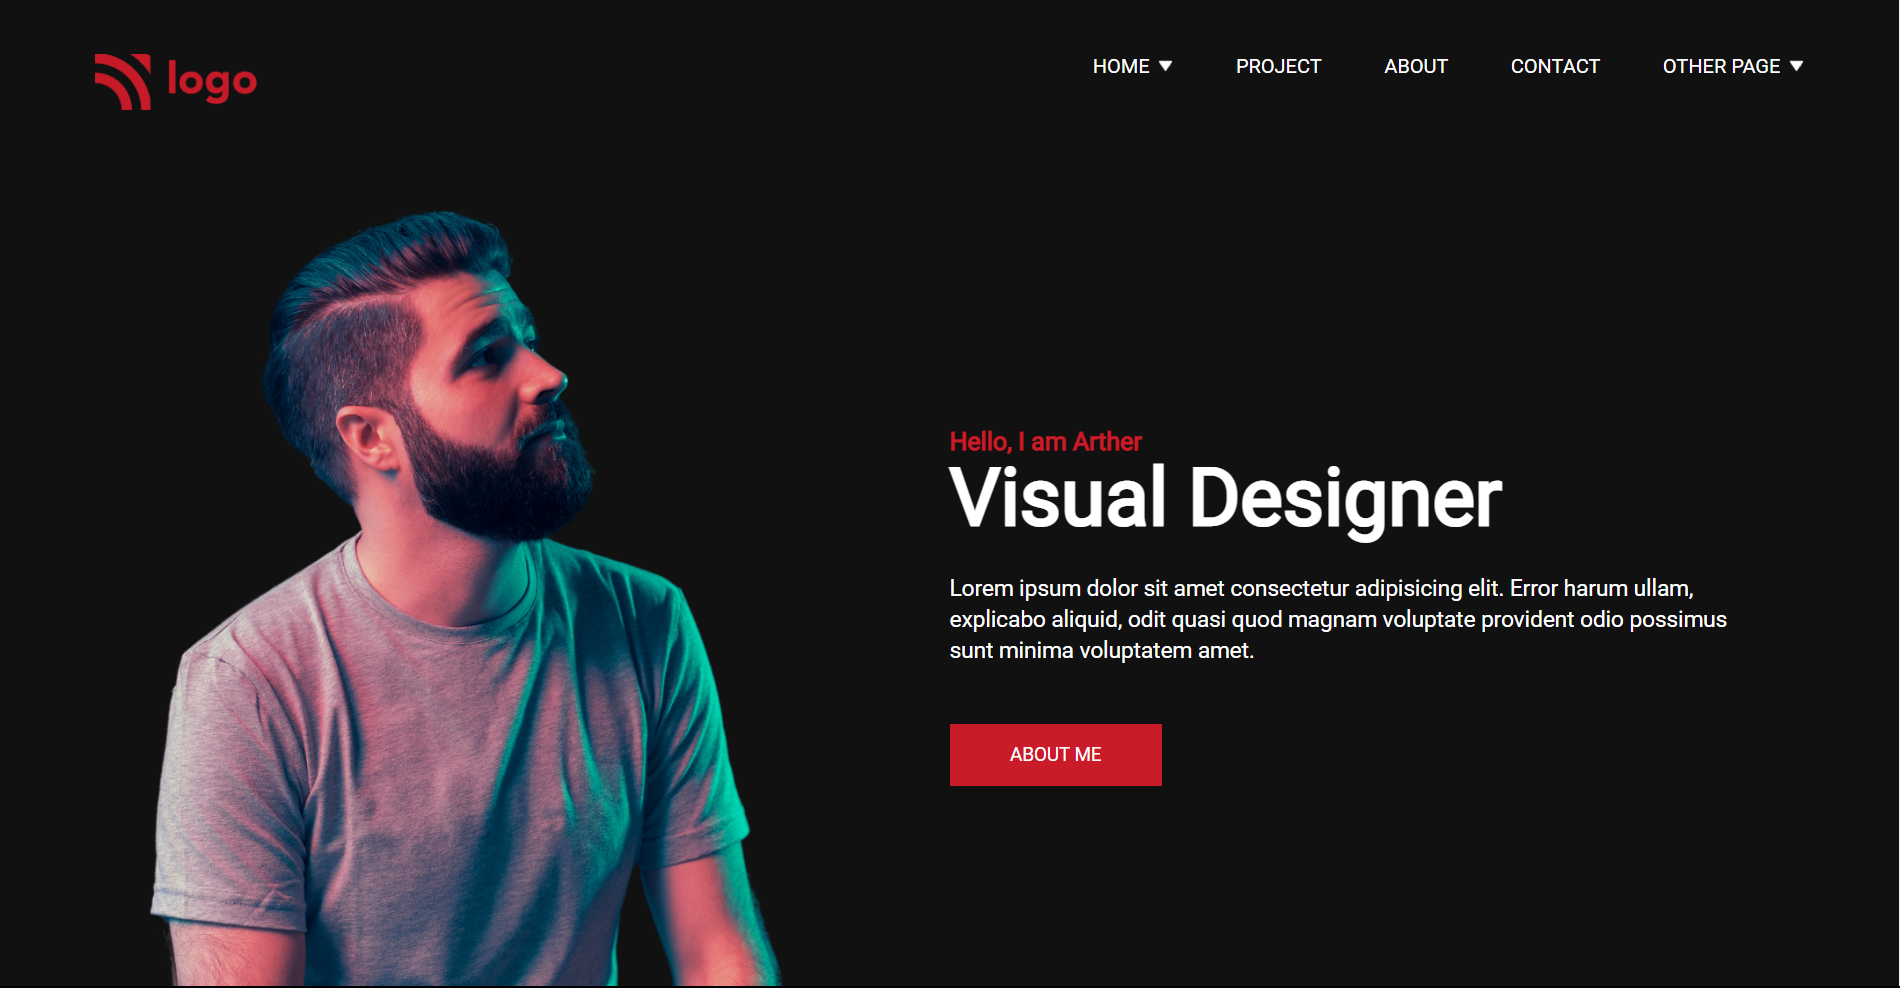 logo
HOME
PROJECT
ABOUT
CONTACT
OTHER PAGE
Hello, I am Arther
Visual Designer
Lorem ipsum dolor sit amet consectetur adipisicing elit. Error harum ullam,
explicabo aliquid, odit quasi quod magnam voluptate provident odio possimus
sunt minima voluptatem amet.
ABOUT ME